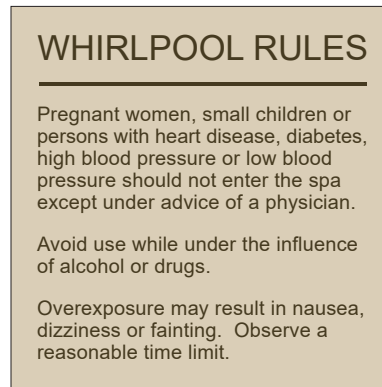 WHIRLPOOL RULES
Pregnant women, small children or
persons with heart disease, diabetes,
high blood pressure or low blood
pressure should not enter the spa
except under advice of a physician.
Avoid use while under the influence
of alcohol or drugs.
Overexposure may result in nausea,
dizziness or fainting.  Observe a
reasonable time limit.